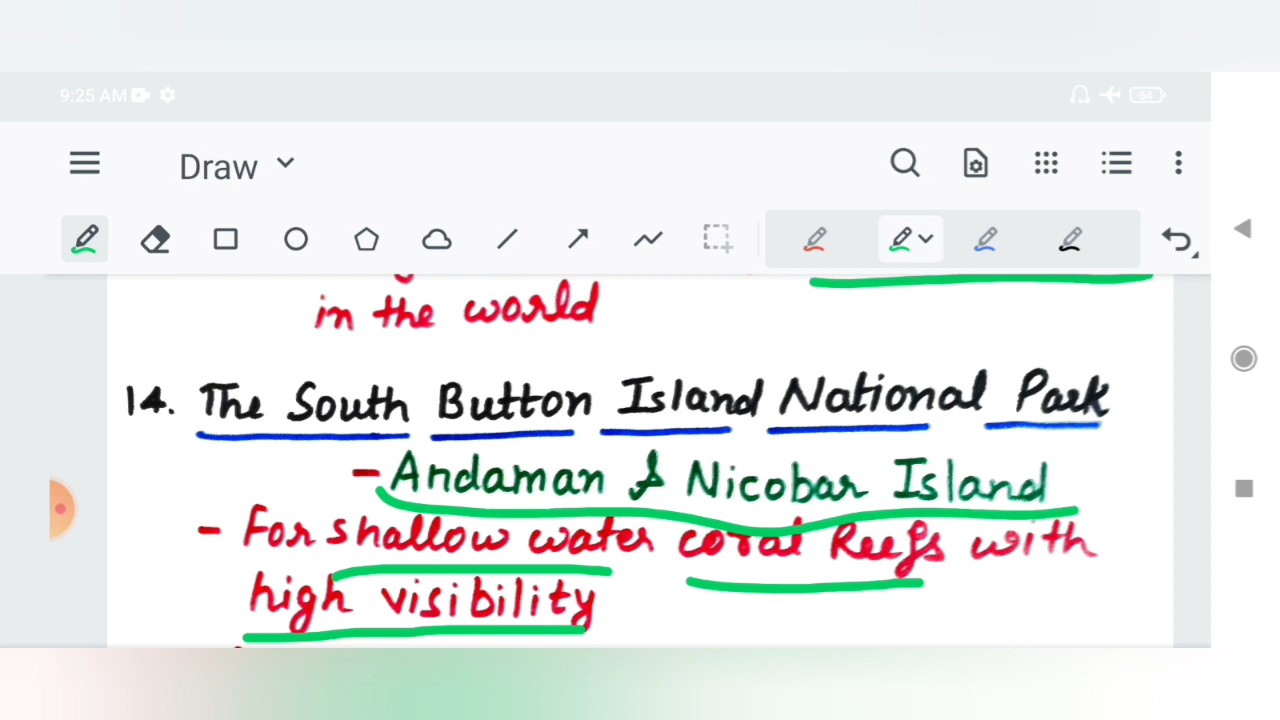 9:25 AM
64
Draw
in the world
14. The South Button Island National Park
- Andaman & Nicobar Island
- For shallow water coral Reefs with
high visibility